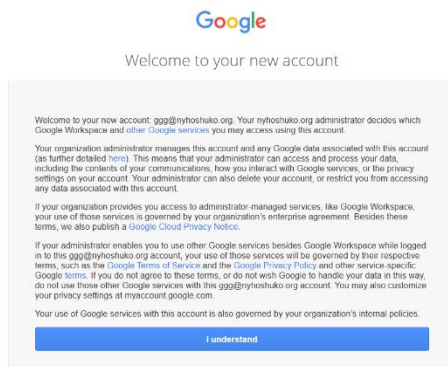 Google
Welcome to your new account
Welcome to your new account: ggg@nyhoshuko.org. Your nyhoshuko.org administrator decides which
Google Workspace and other Google services you may access using this account.
Your organization administrator manages this account and any Google data associated with this account
(as further detailed here). This means that your administrator can access and process your data,
including the contents of your communications, how you interact with Google services, or the privacy
settings on your account. Your administrator can also delete your account, or restrict you from accessing
any data associated with this account.
If your organization provides you access to administrator-managed services, like Google Workspace,
your use of those services is governed by your organization's enterprise agreement. Besides these
terms, we also publish a Google Cloud Privacy Notice.
If your administrator enables you to use other Google services besides Google Workspace while logged
in to this ggg@nyhoshuko.org account, your use of those services will be governed by their respective
terms, such as the Google Terms of Service and the Google Privacy Policy and other service-specific
Google terms. If you do not agree to these terms, or do not wish Google to handle your data in this way,
do not use those other Google services with this ggg@nyhoshuko.org account. You may also customize
your privacy settings at myaccount.google.com.
Your use of Google services with this account is also governed by your organization's internal policies.
I understand